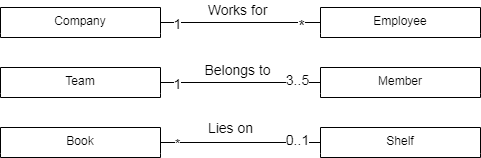 Works for
Company 1 * Employee
Belongs to
Team 1 3..5 Member
Lies on
Book * 0..1 Shelf